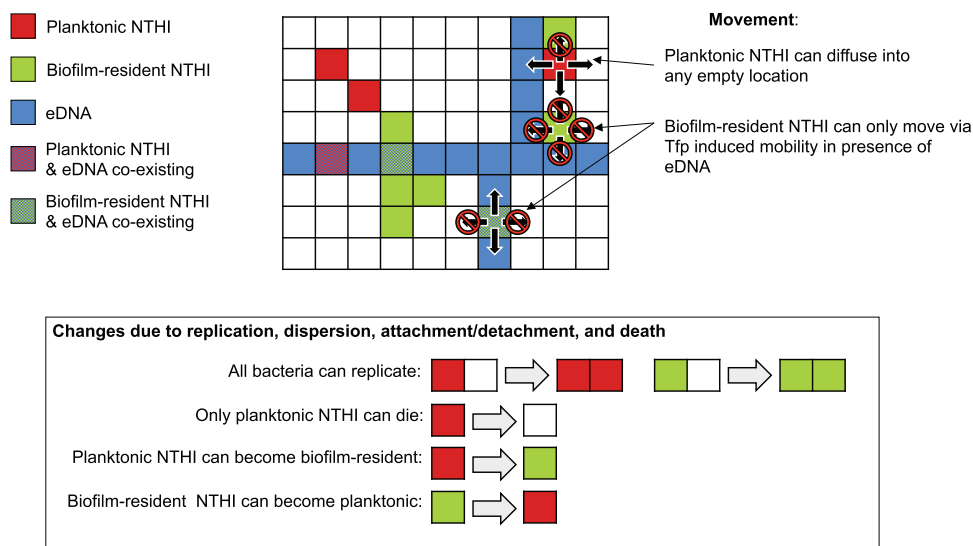 Planktonic NTHI
Biofilm-resident NTHI
eDNA
Planktonic NTHI
& eDNA co-existing
Biofilm-resident NTHI
& eDNA co-existing
Movement:
Planktonic NTHI can diffuse into
any empty location
Biofilm-resident NTHI can only move via
Tfp induced mobility in presence of
eDNA
Changes due to replication, dispersion, attachment/detachment, and death
All bacteria can replicate:
Only planktonic NTHI can die:
Planktonic NTHI can become biofilm-resident:
Biofilm-resident NTHI can become planktonic: